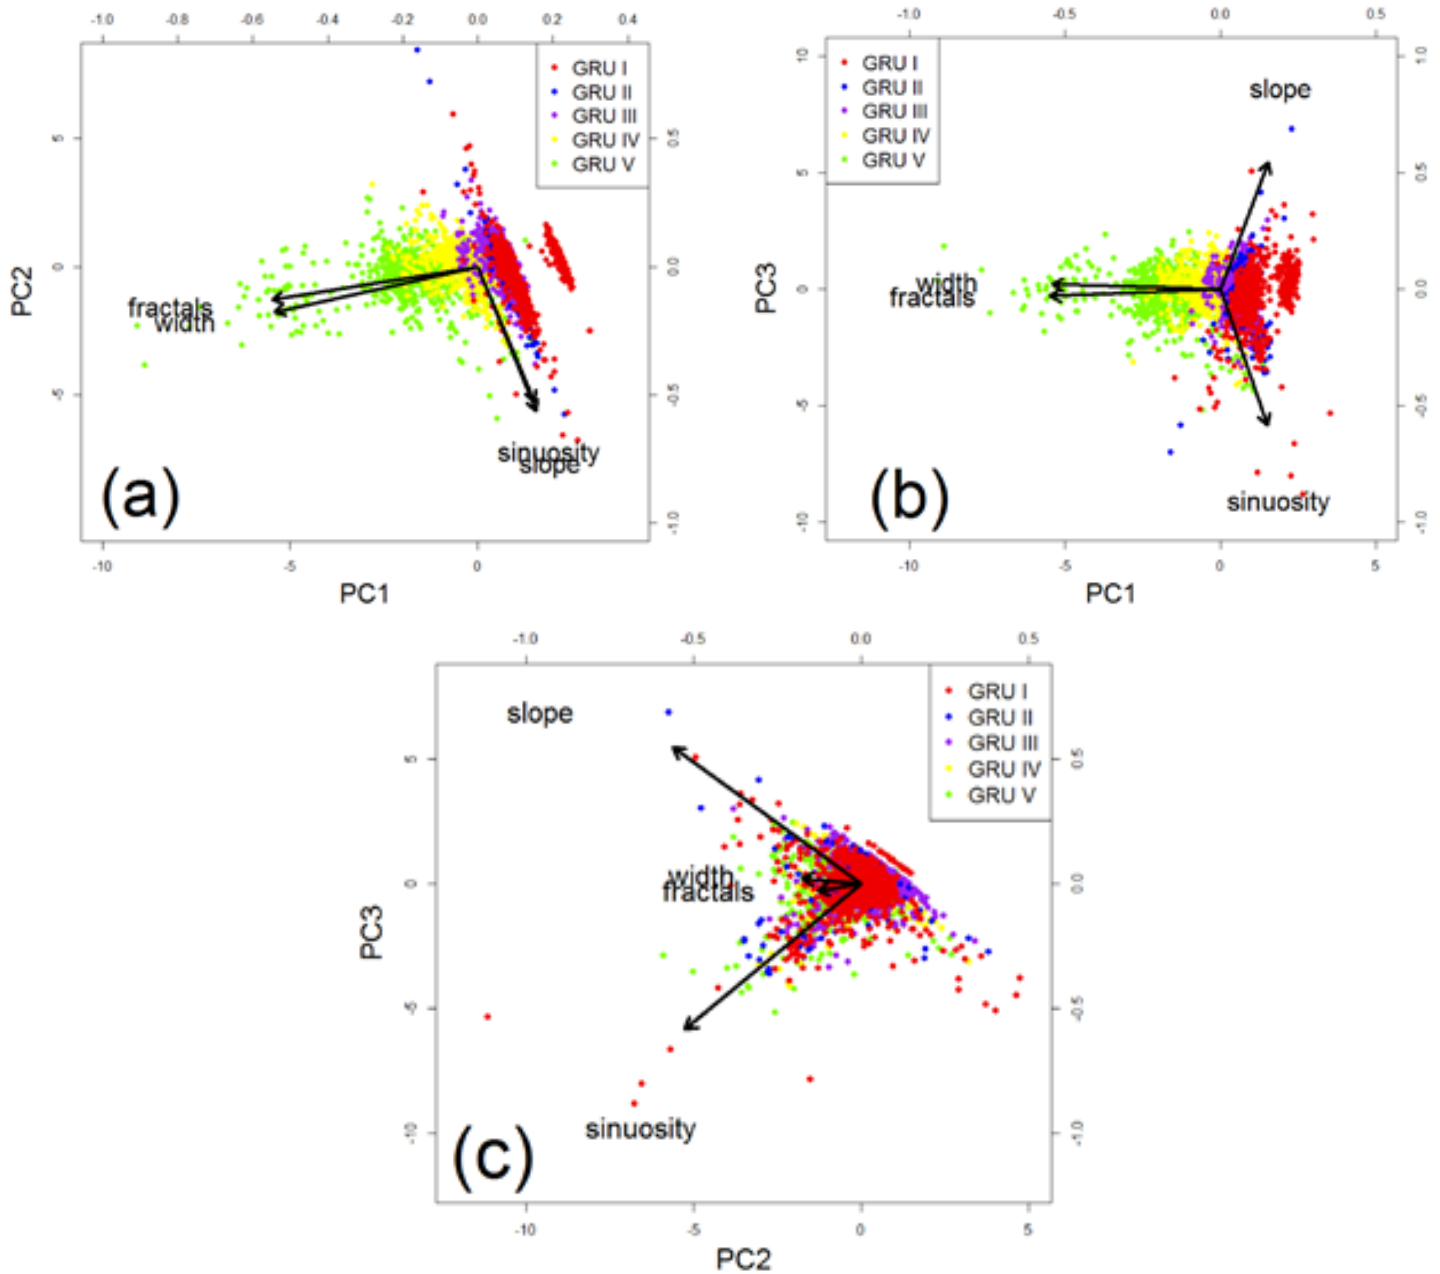 -1.0 -0.8 -0.6 -0.4 -0.2 0.0 0.2 0.4
GRU I
GRU II
GRU III
GRU IV
GRU V
5
0
-5
0.5
0.0
-0.5
-1.0
PC2
fractals
width
sinuosity
slope
(a)
-10 -5 0
PC1
-1.0 -0.5 0.0 0.5
GRU I
GRU II
GRU III
GRU IV
GRU V
10
5
0
-5
-10
1.0
0.5
0.0
-0.5
-1.0
PC3
slope
width
fractals
sinuosity
(b)
-10 -5 0 5
PC1
-1.0 -0.5 0.0 0.5
GRU I
GRU II
GRU III
GRU IV
GRU V
5
0
-5
-10
0.5
0.0
-0.5
-1.0
PC3
slope
width
fractals
sinuosity
(c)
-10 -5 0 5
PC2